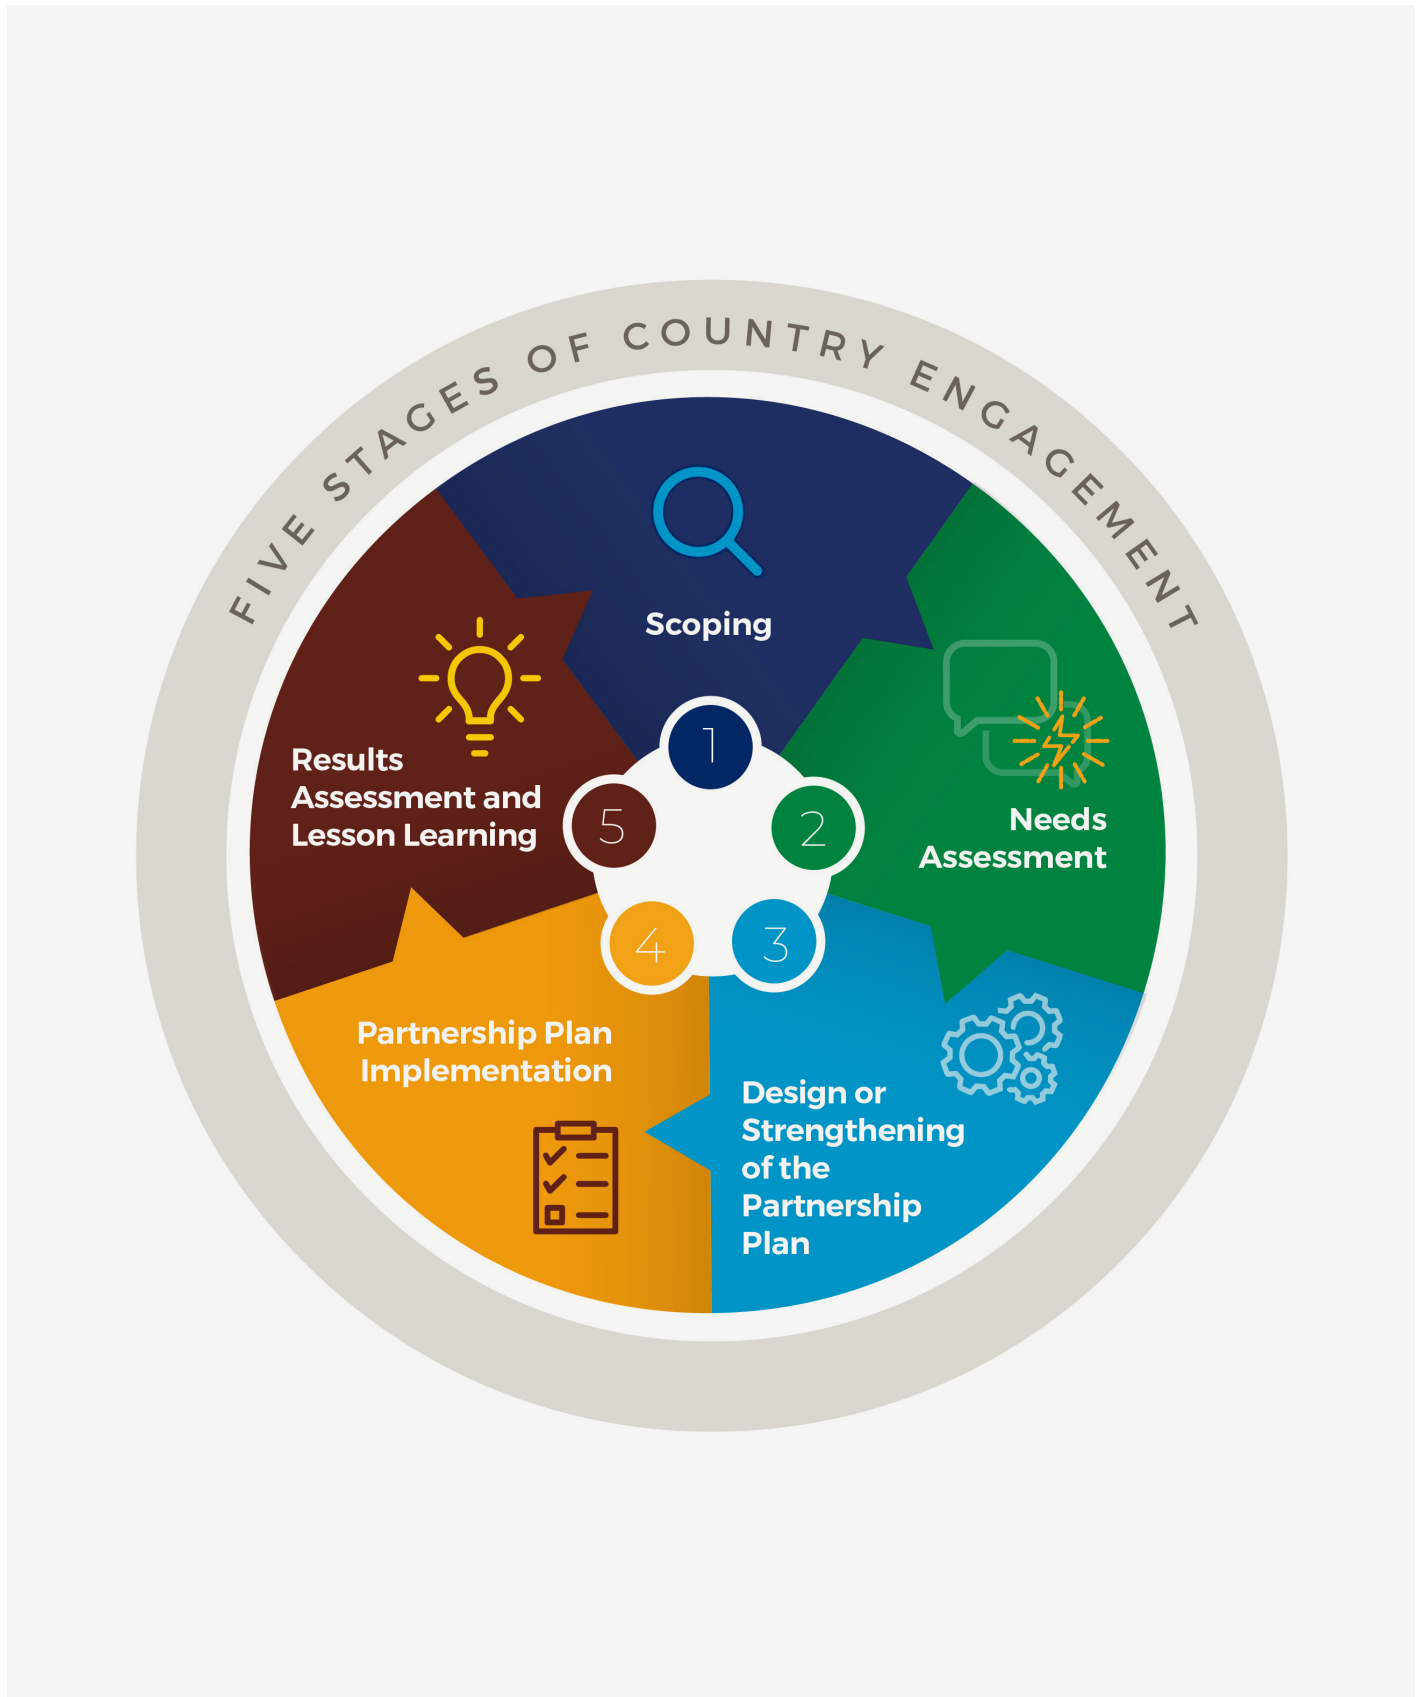 FIVE STAGES OF COUNTRY ENGAGEMENT
Scoping
1
Needs
Assessment
2
Design or
Strengthening
of the
Partnership
Plan
3
Partnership Plan
Implementation
4
Results
Assessment and
Lesson Learning
5